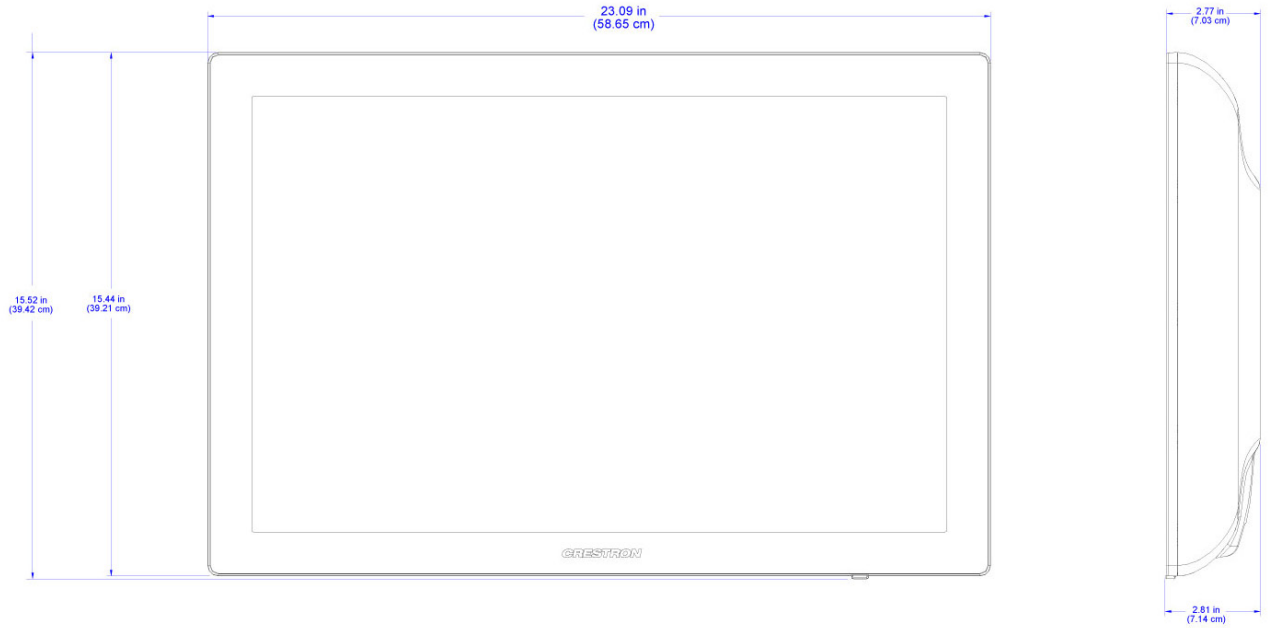 23.09 in
(58.65 cm)
2.77 in
(7.03 cm)
15.52 in
(39.42 cm)
15.44 in
(39.21 cm)
CRESTRON
2.81 in
(7.14 cm)